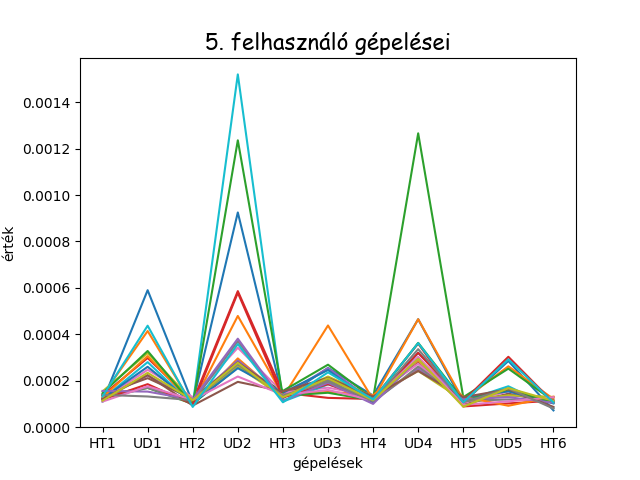 5. felhasználó gépelései
0.0014
0.0012
0.0010
0.0008
0.0006
0.0004
0.0002
0.0000
érték
HT1 UD1 HT2 UD2 HT3 UD3 HT4 UD4 HT5 UD5 HT6
gépelések